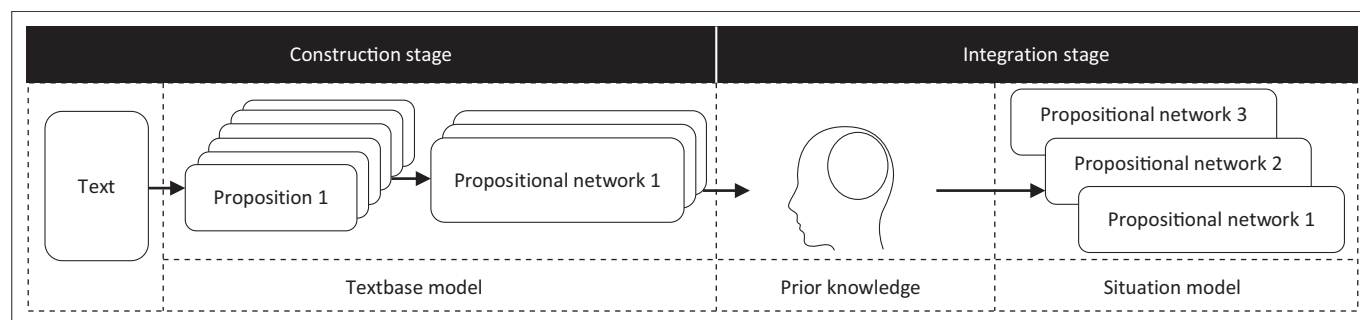 Construction stage
Integration stage
Text
Proposition 1
Propositional network 1
Propositional network 3
Propositional network 2
Propositional network 1
Textbase model
Prior knowledge
Situation model